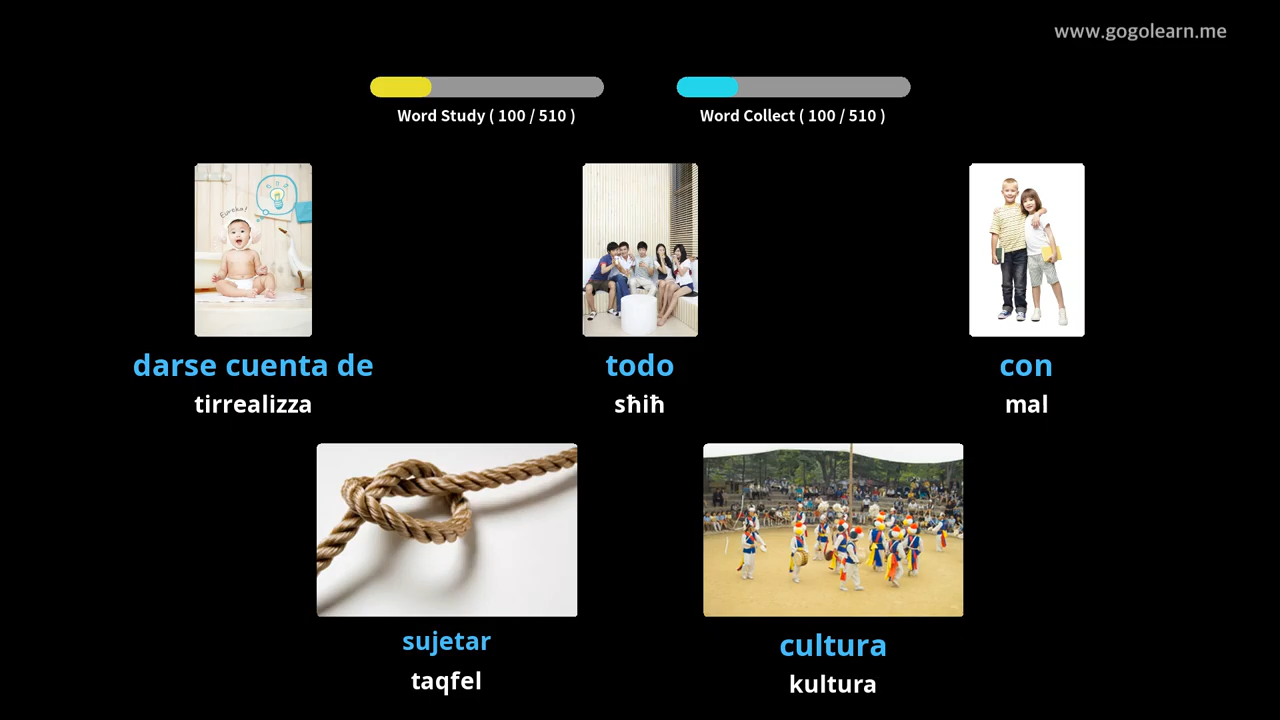 www.gogolearn.me
Word Study ( 100 / 510 )
Word Collect ( 100 / 510 )
Eureka!
darse cuenta de
todo
con
tirrealizza
sħiħ
mal
sujetar
cultura
taqfel
kultura